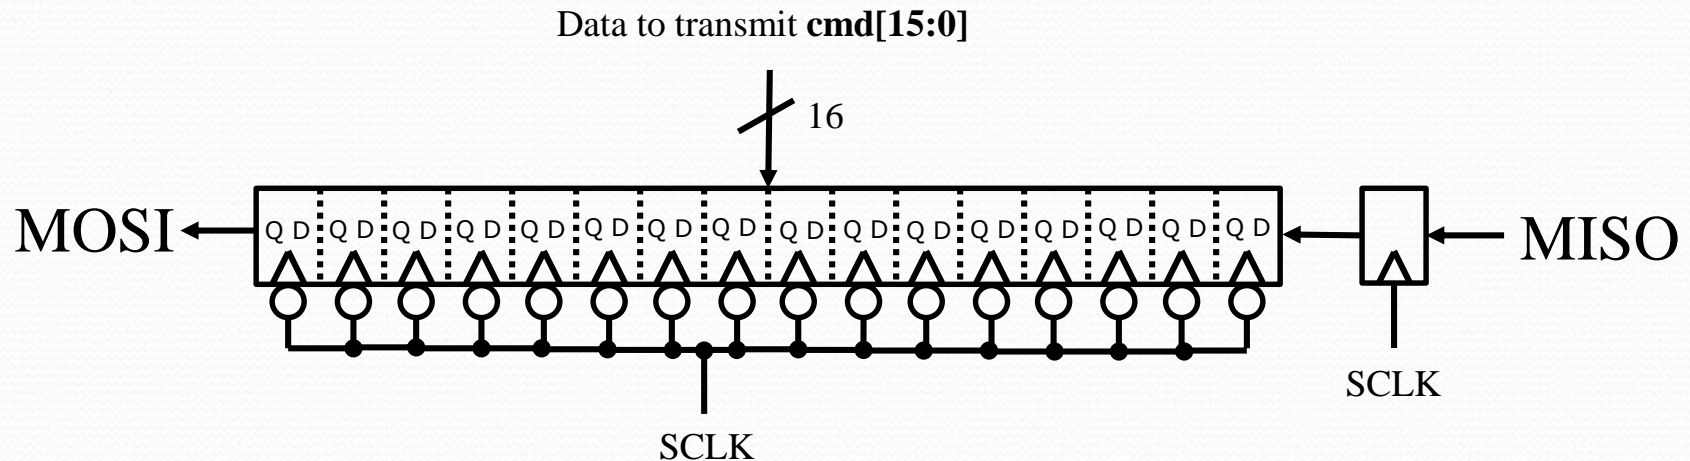 Data to transmit cmd[15:0]
16
MOSI Q D Q D Q D Q D Q D Q D Q D Q D Q D Q D Q D Q D Q D Q D Q D Q D MISO
SCLK
SCLK